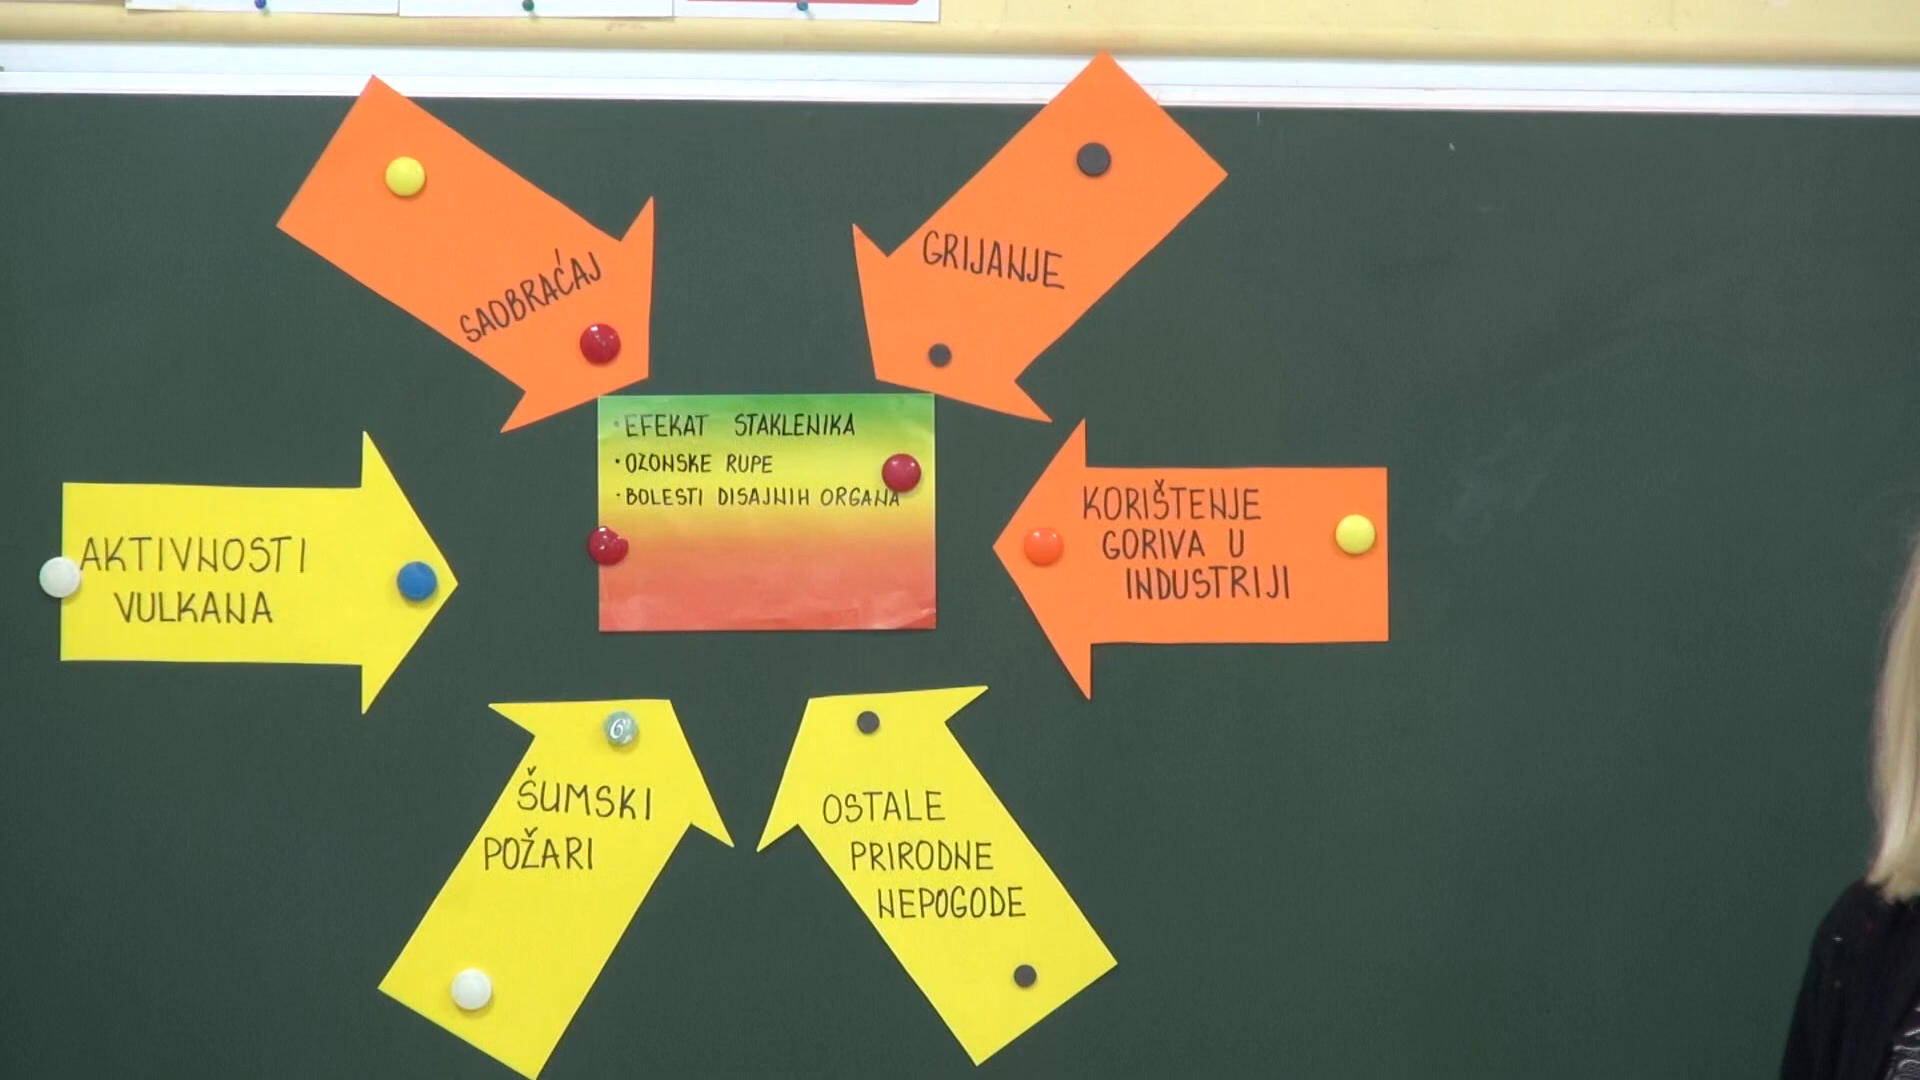 SAOBRAĆAJ
GRIJANJE
• EFEKAT STAKLENIKA
• OZONSKE RUPE
• BOLESTI DISAJNIH ORGANA
AKTIVNOSTI
VULKANA
KORIŠTENJE
GORIVA U
INDUSTRIJI
ŠUMSKI
POŽARI
OSTALE
PRIRODNE
NEPOGODE
6